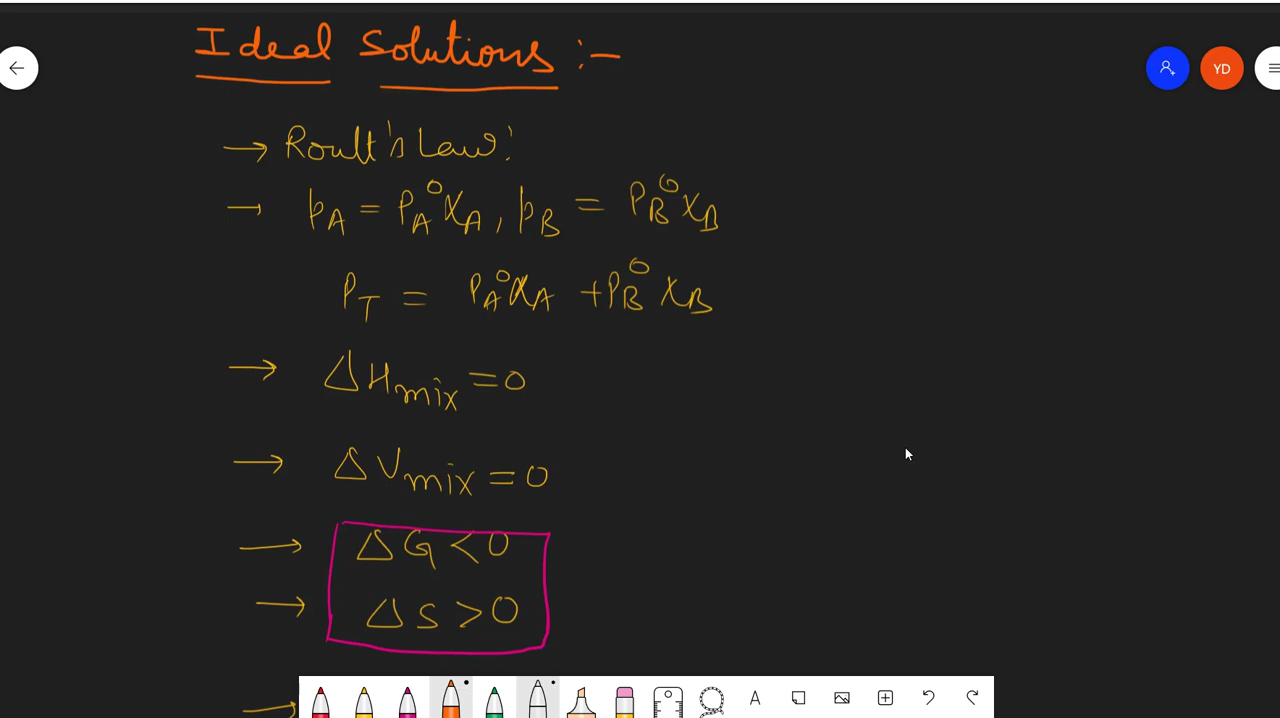 Ideal Solutions :-
→ Roult's Law :
→ pA = PA° XA , pB = PB° XB
PT = PA° XA + PB° XB
→ ΔHmix = 0
→ ΔVmix = 0
→ ΔG < 0
→ ΔS > 0
→
YD
A